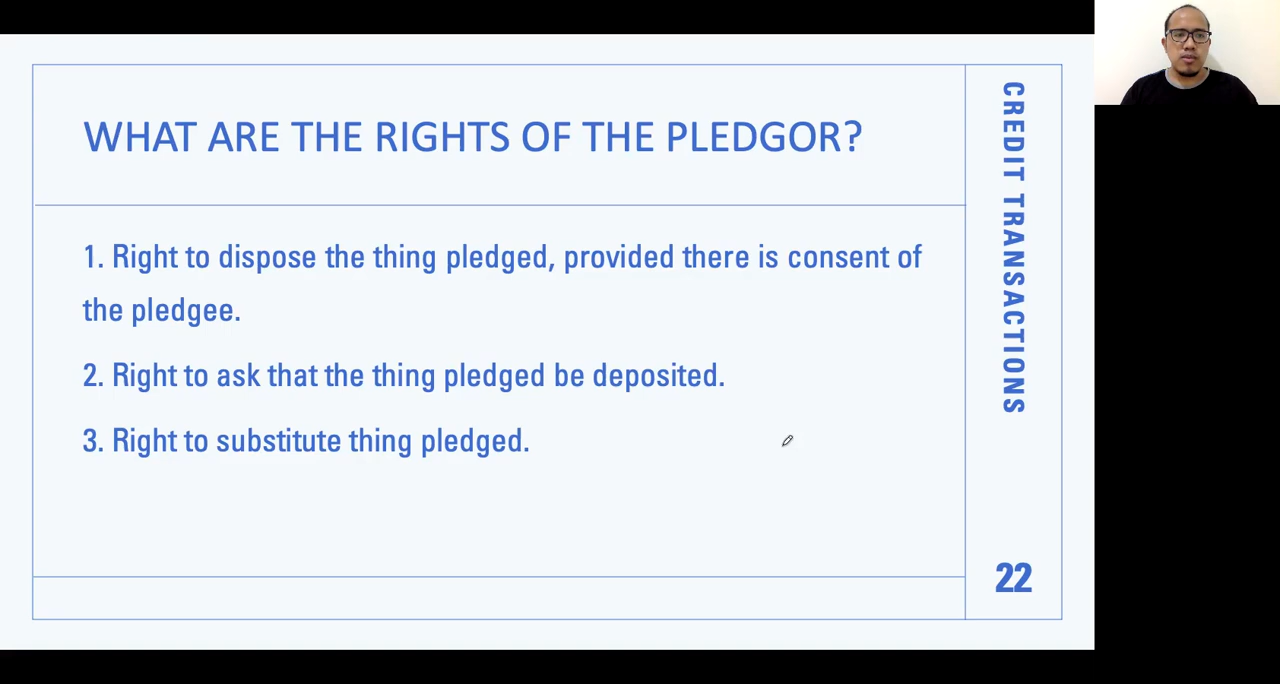 WHAT ARE THE RIGHTS OF THE PLEDGOR?
1. Right to dispose the thing pledged, provided there is consent of
the pledgee.
2. Right to ask that the thing pledged be deposited.
3. Right to substitute thing pledged.
CREDIT TRANSACTIONS
22